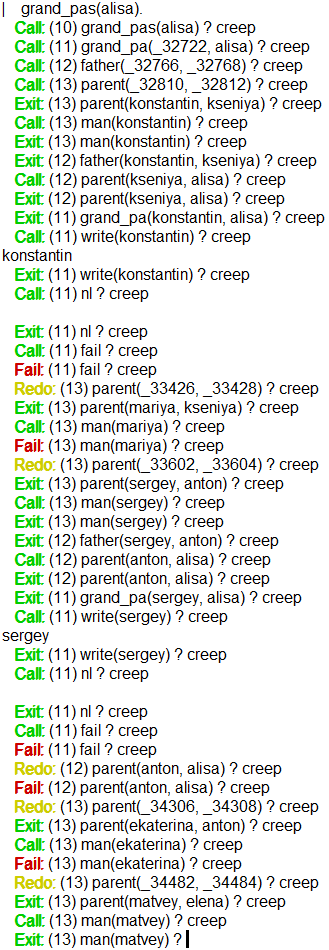 |    grand_pas(alisa).
Call: (10) grand_pas(alisa) ? creep
Call: (11) grand_pa(_32722, alisa) ? creep
Call: (12) father(_32766, _32768) ? creep
Call: (13) parent(_32810, _32812) ? creep
Exit: (13) parent(konstantin, kseniya) ? creep
Call: (13) man(konstantin) ? creep
Exit: (13) man(konstantin) ? creep
Exit: (12) father(konstantin, kseniya) ? creep
Call: (12) parent(kseniya, alisa) ? creep
Exit: (12) parent(kseniya, alisa) ? creep
Exit: (11) grand_pa(konstantin, alisa) ? creep
Call: (11) write(konstantin) ? creep
konstantin
Exit: (11) write(konstantin) ? creep
Call: (11) nl ? creep

Exit: (11) nl ? creep
Call: (11) fail ? creep
Fail: (11) fail ? creep
Redo: (13) parent(_33426, _33428) ? creep
Exit: (13) parent(mariya, kseniya) ? creep
Call: (13) man(mariya) ? creep
Fail: (13) man(mariya) ? creep
Redo: (13) parent(_33602, _33604) ? creep
Exit: (13) parent(sergey, anton) ? creep
Call: (13) man(sergey) ? creep
Exit: (13) man(sergey) ? creep
Exit: (12) father(sergey, anton) ? creep
Call: (12) parent(anton, alisa) ? creep
Exit: (12) parent(anton, alisa) ? creep
Exit: (11) grand_pa(sergey, alisa) ? creep
Call: (11) write(sergey) ? creep
sergey
Exit: (11) write(sergey) ? creep
Call: (11) nl ? creep

Exit: (11) nl ? creep
Call: (11) fail ? creep
Fail: (11) fail ? creep
Redo: (12) parent(anton, alisa) ? creep
Fail: (12) parent(anton, alisa) ? creep
Redo: (13) parent(_34306, _34308) ? creep
Exit: (13) parent(ekaterina, anton) ? creep
Call: (13) man(ekaterina) ? creep
Fail: (13) man(ekaterina) ? creep
Redo: (13) parent(_34482, _34484) ? creep
Exit: (13) parent(matvey, elena) ? creep
Call: (13) man(matvey) ? creep
Exit: (13) man(matvey) ?